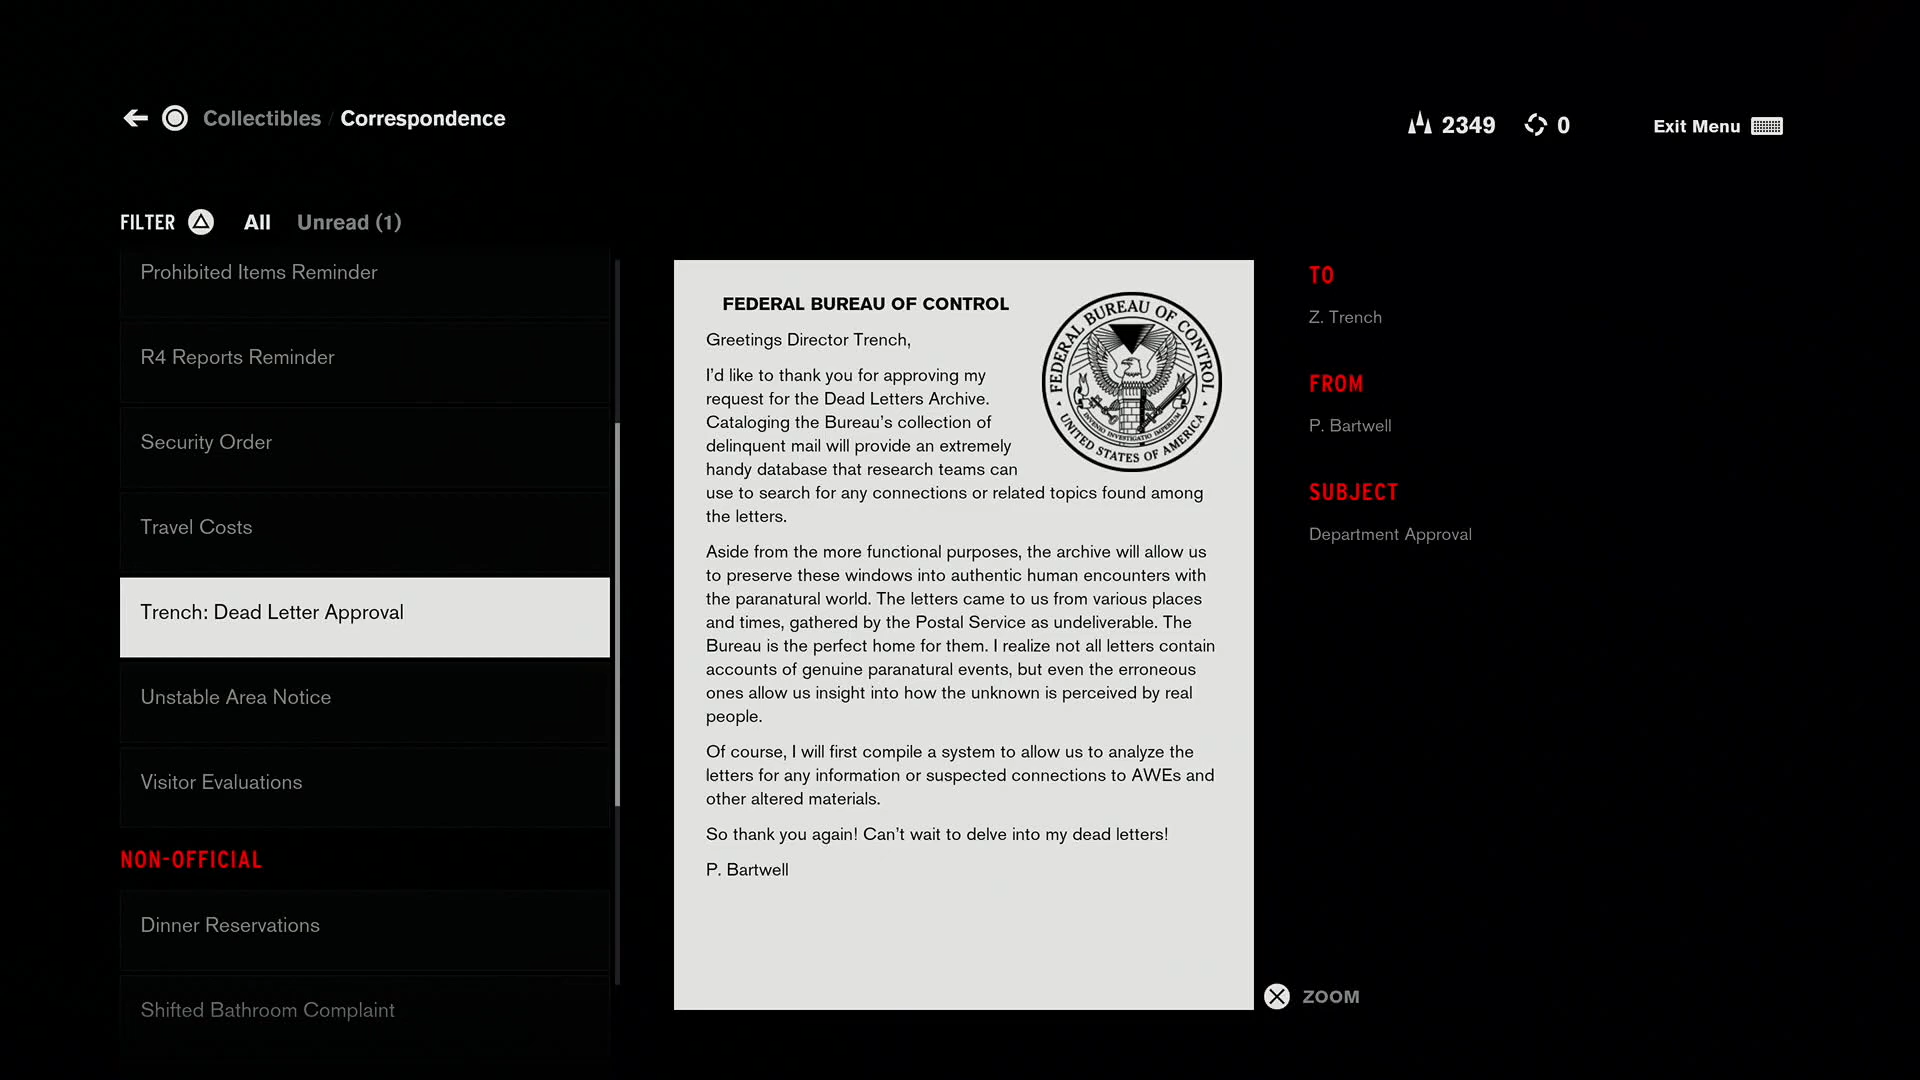 Collectibles / Correspondence
2349
0
Exit Menu
FILTER All Unread (1)
Prohibited Items Reminder
R4 Reports Reminder
Security Order
Travel Costs
Trench: Dead Letter Approval
Unstable Area Notice
Visitor Evaluations
NON-OFFICIAL
Dinner Reservations
Shifted Bathroom Complaint
FEDERAL BUREAU OF CONTROL
FEDERAL BUREAU OF CONTROL
UNITED STATES OF AMERICA
INVENIO INVESTIGATIO IMPERIUM
Greetings Director Trench,
I'd like to thank you for approving my
request for the Dead Letters Archive.
Cataloging the Bureau's collection of
delinquent mail will provide an extremely
handy database that research teams can
use to search for any connections or related topics found among
the letters.
Aside from the more functional purposes, the archive will allow us
to preserve these windows into authentic human encounters with
the paranatural world. The letters came to us from various places
and times, gathered by the Postal Service as undeliverable. The
Bureau is the perfect home for them. I realize not all letters contain
accounts of genuine paranatural events, but even the erroneous
ones allow us insight into how the unknown is perceived by real
people.
Of course, I will first compile a system to allow us to analyze the
letters for any information or suspected connections to AWEs and
other altered materials.
So thank you again! Can't wait to delve into my dead letters!
P. Bartwell
TO
Z. Trench
FROM
P. Bartwell
SUBJECT
Department Approval
ZOOM